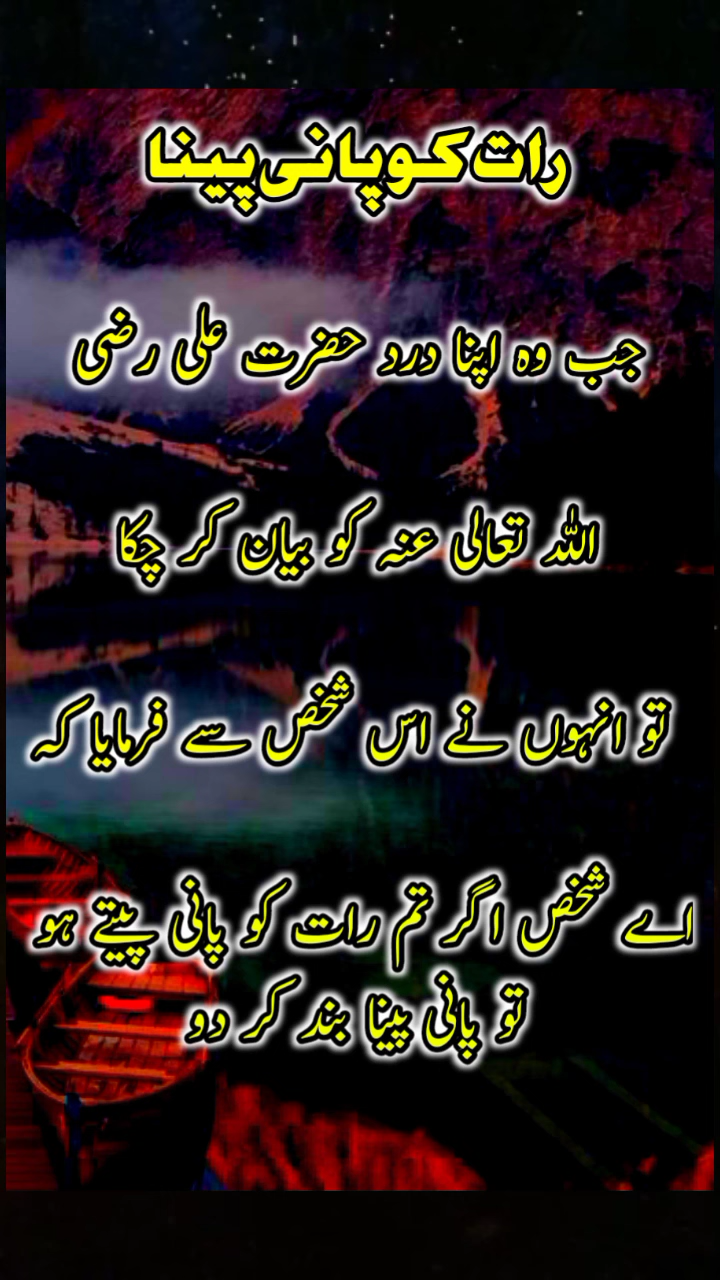 رات کو پانی پینا
جب وہ اپنا درد حضرت علی رضی
اللہ تعالی عنہ کو بیان کر چکا
تو انہوں نے اس شخص سے فرمایا کہ
اے شخص اگر تم رات کو پانی پیتے ہو
تو پانی پینا بند کر دو